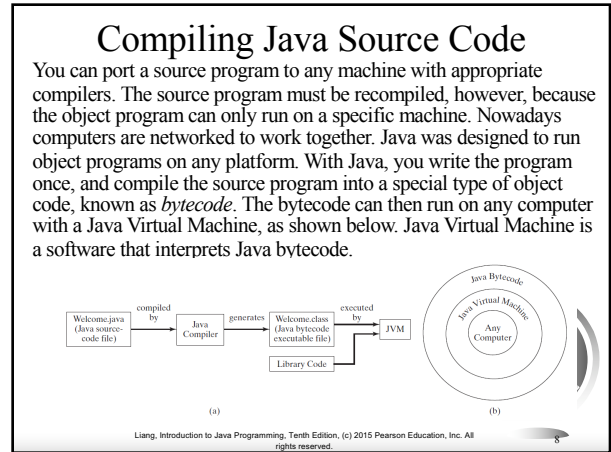 Compiling Java Source Code
You can port a source program to any machine with appropriate
compilers. The source program must be recompiled, however, because
the object program can only run on a specific machine. Nowadays
computers are networked to work together. Java was designed to run
object programs on any platform. With Java, you write the program
once, and compile the source program into a special type of object
code, known as bytecode. The bytecode can then run on any computer
with a Java Virtual Machine, as shown below. Java Virtual Machine is
a software that interprets Java bytecode.
Welcome.java
(Java source-
code file)
compiled
by
Java
Compiler
generates
Welcome.class
(Java bytecode
executable file)
executed
by
JVM
Library Code
(a)
Java Bytecode
Java Virtual Machine
Any
Computer
(b)
Liang, Introduction to Java Programming, Tenth Edition, (c) 2015 Pearson Education, Inc. All
rights reserved.
8